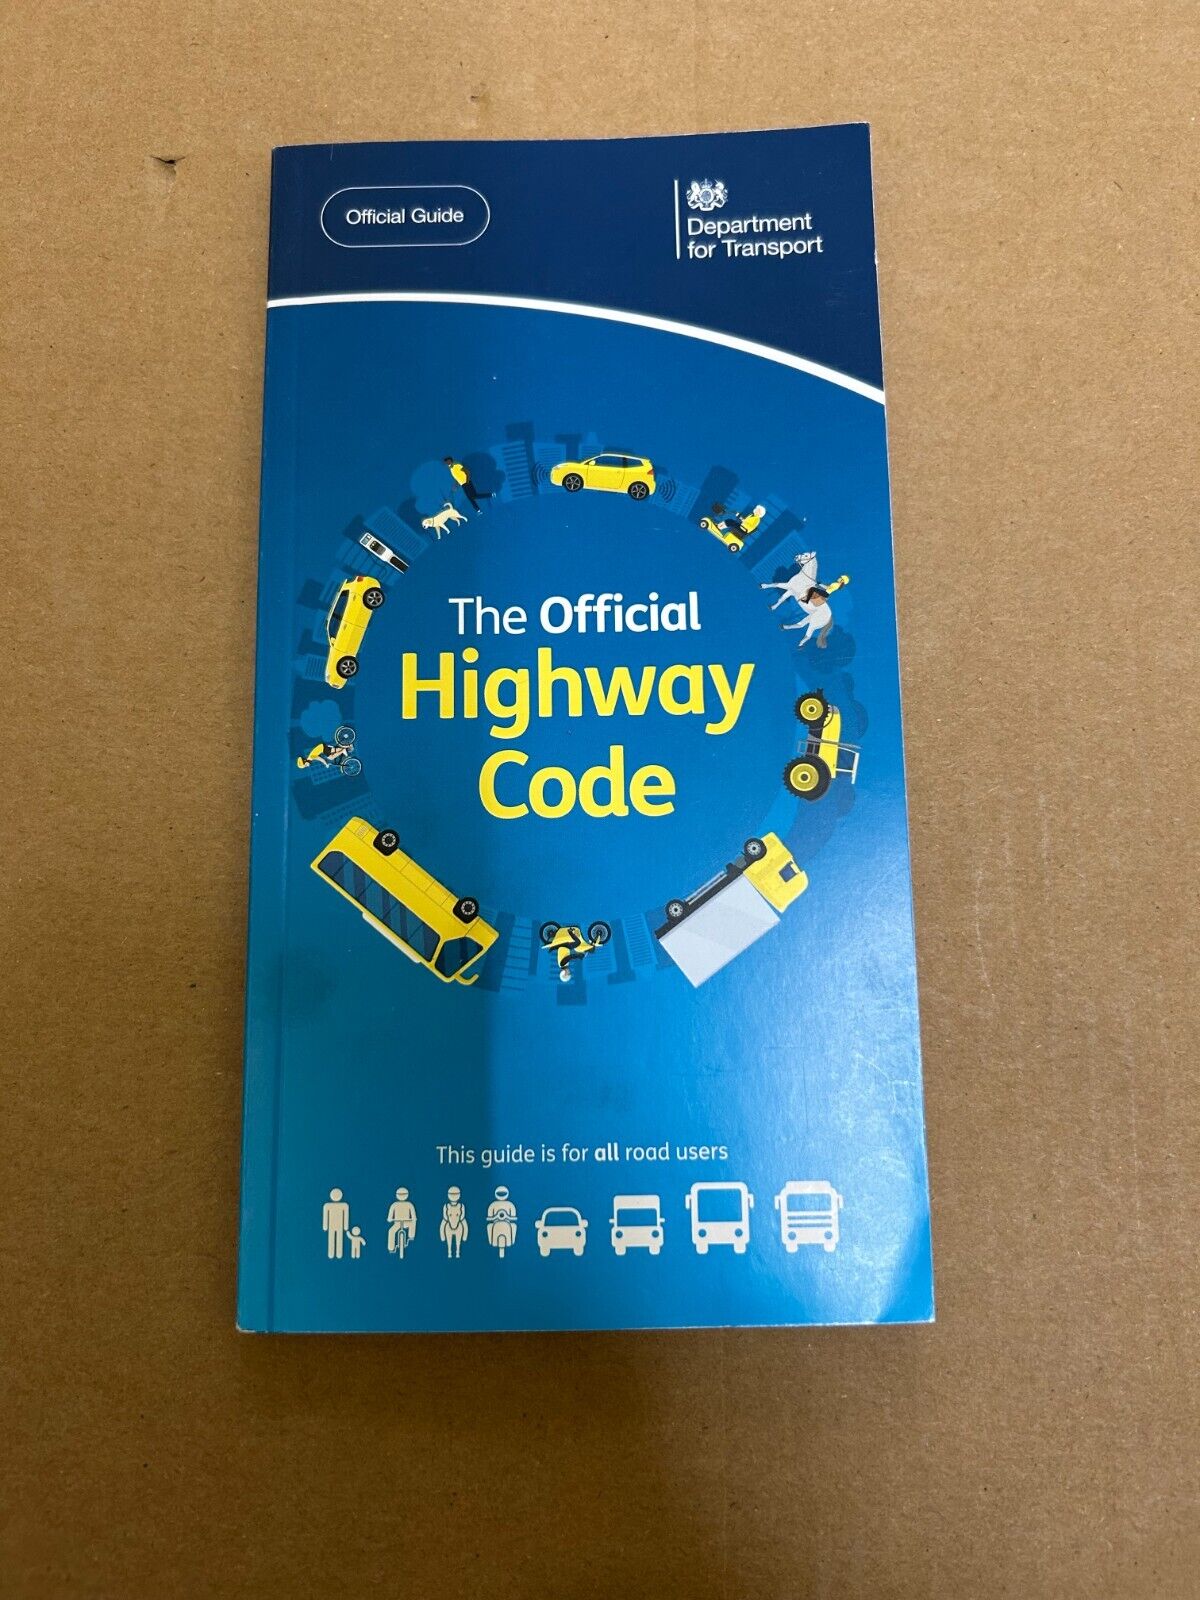 Official Guide
Department
for Transport
The Official
Highway
Code
This guide is for all road users